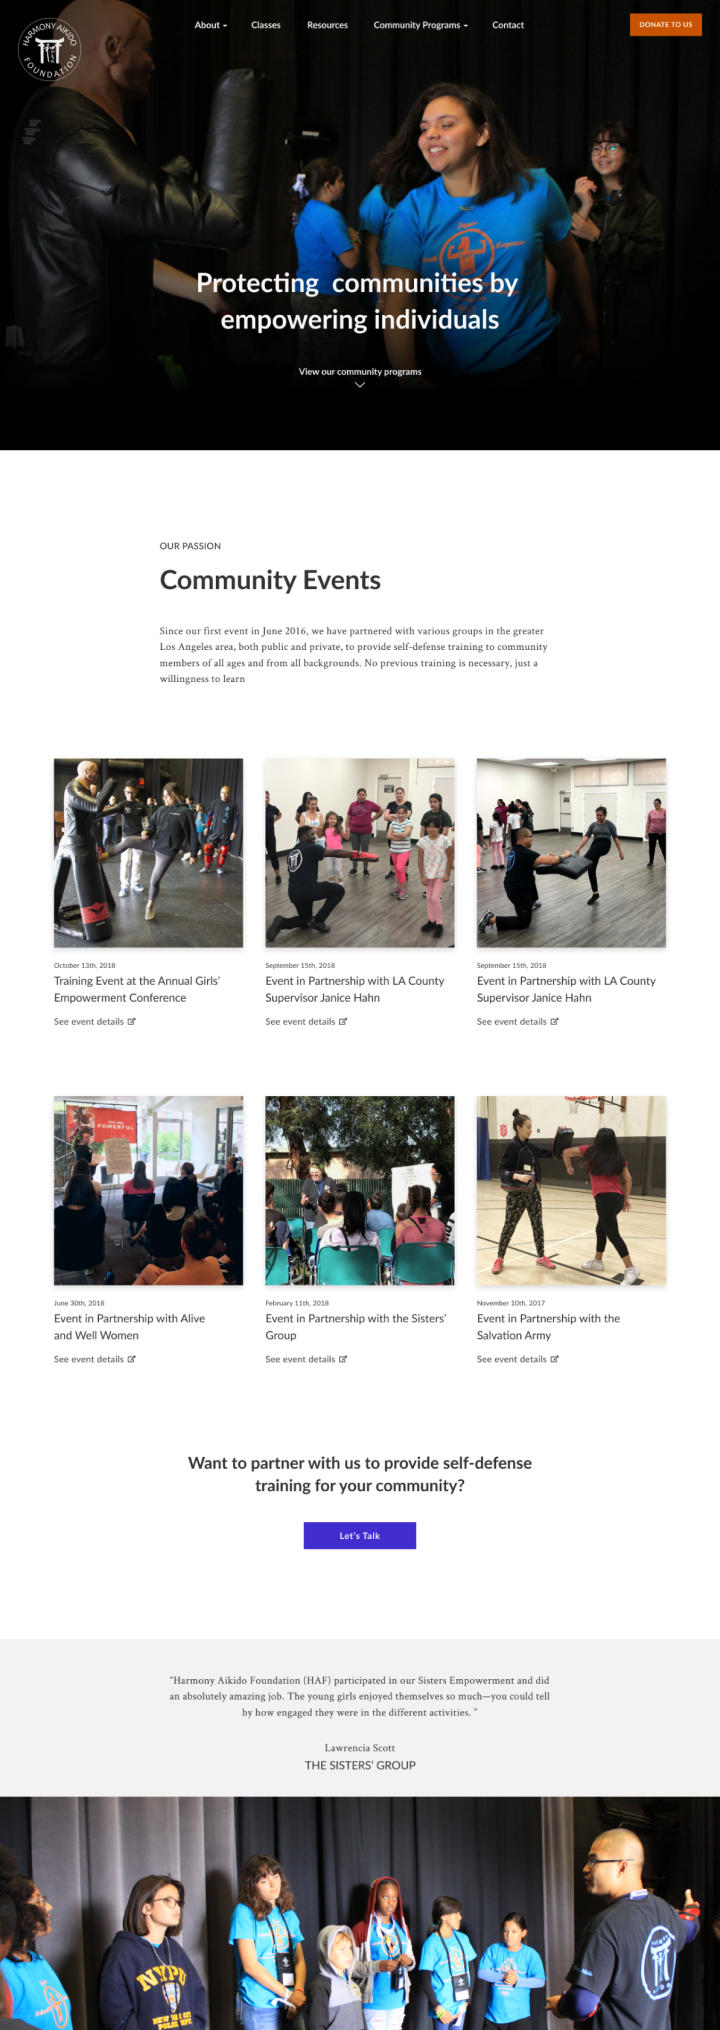 HARMONY AIKIDO
FOUNDATION
About
Classes
Resources
Community Programs
Contact
DONATE TO US
Protecting communities by
empowering individuals
View our community programs
OUR PASSION
Community Events
Since our first event in June 2016, we have partnered with various groups in the greater
Los Angeles area, both public and private, to provide self-defense training to community
members of all ages and from all backgrounds. No previous training is necessary, just a
willingness to learn
October 13th, 2018
Training Event at the Annual Girls'
Empowerment Conference
See event details
September 15th, 2018
Event in Partnership with LA County
Supervisor Janice Hahn
See event details
September 15th, 2018
Event in Partnership with LA County
Supervisor Janice Hahn
See event details
POWERFUL
June 30th, 2018
Event in Partnership with Alive
and Well Women
See event details
February 11th, 2018
Event in Partnership with the Sisters'
Group
See event details
November 10th, 2017
Event in Partnership with the
Salvation Army
See event details
Want to partner with us to provide self-defense
training for your community?
Let's Talk
"Harmony Aikido Foundation (HAF) participated in our Sisters Empowerment and did
an absolutely amazing job. The young girls enjoyed themselves so much—you could tell
by how engaged they were in the different activities. "
Lawrencia Scott
THE SISTERS' GROUP
NYPD